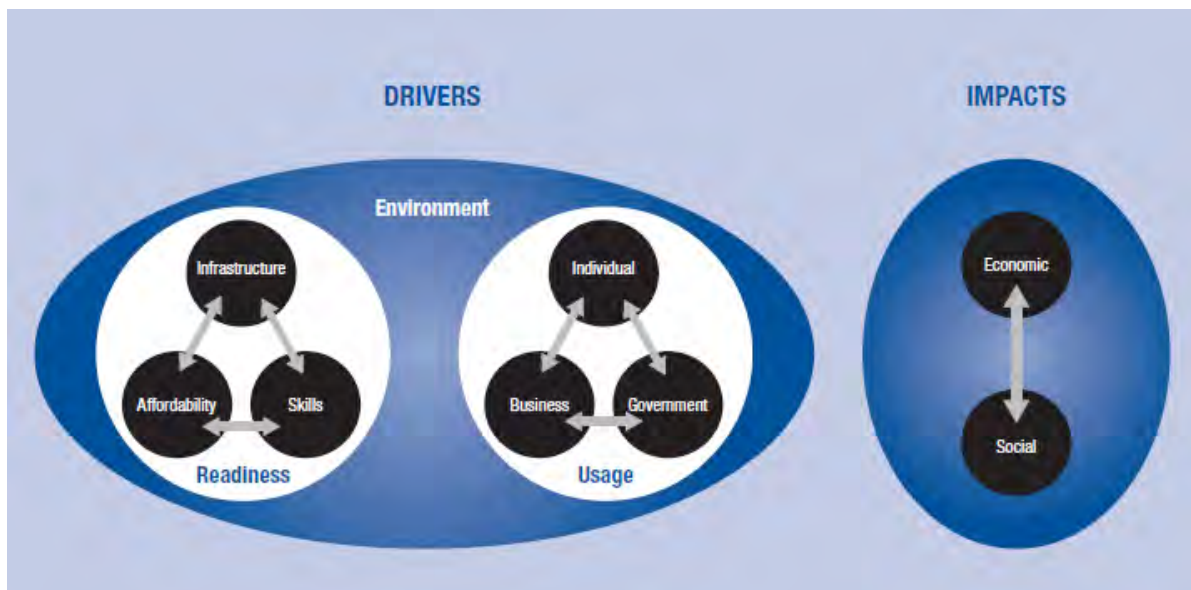 DRIVERS
IMPACTS
Environment
Infrastructure
Affordability
Skills
Readiness
Individual
Business
Government
Usage
Economic
Social